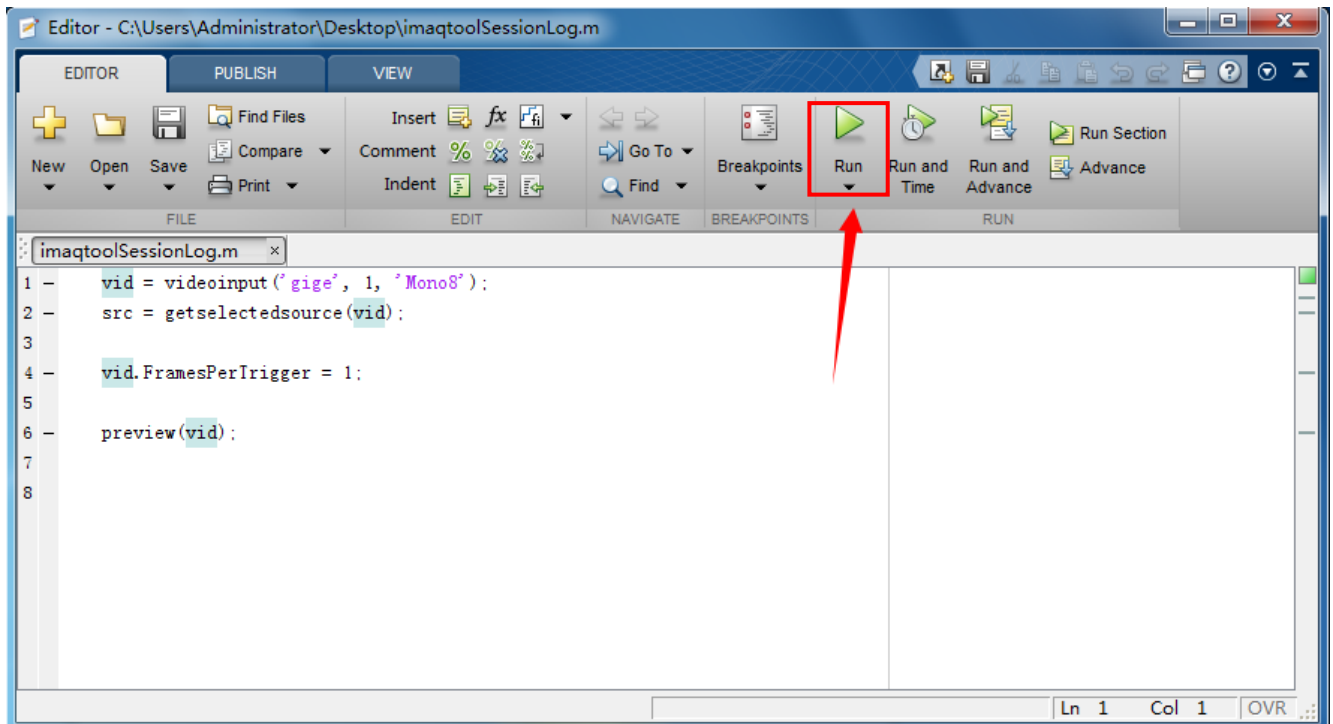 Editor - C:\Users\Administrator\Desktop\imaqtoolSessionLog.m
EDITOR PUBLISH VIEW
New Open Save Find Files Compare Print
Insert fx fi
Comment % % %
Indent
Go To
Find
Breakpoints
Run
Run and Time
Run and Advance
Run Section
Advance
FILE EDIT NAVIGATE BREAKPOINTS RUN
imaqtoolSessionLog.m ×
1 – vid = videoinput('gige', 1, 'Mono8');
2 – src = getselectedsource(vid);
3
4 – vid.FramesPerTrigger = 1;
5
6 – preview(vid);
7
8
Ln 1 Col 1 OVR